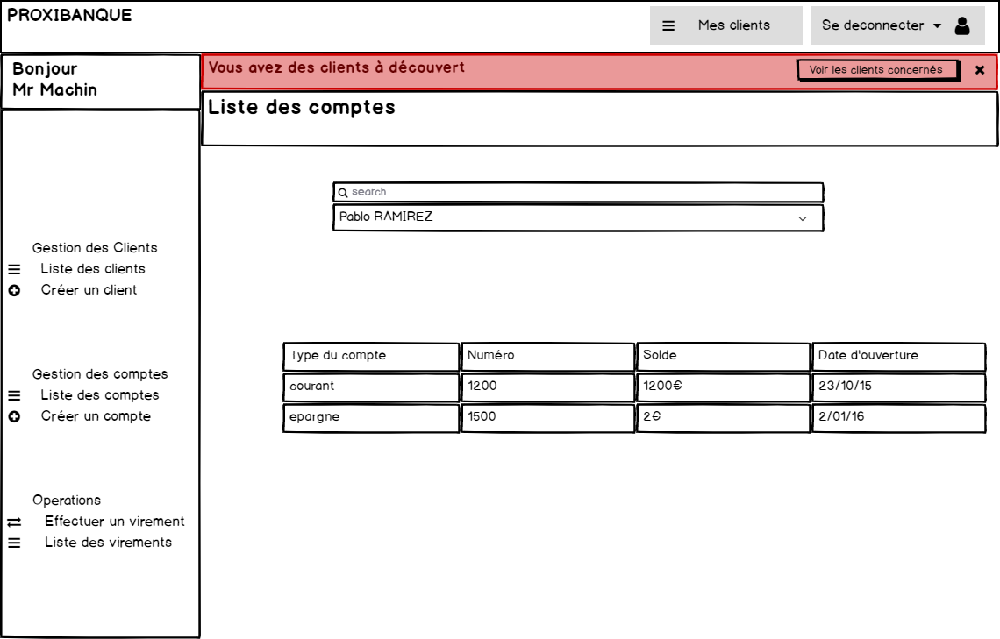 PROXIBANQUE
Mes clients
Se deconnecter
Bonjour
Mr Machin
Vous avez des clients à découvert
Voir les clients concernés
Liste des comptes
search
Pablo RAMIREZ
Gestion des Clients
Liste des clients
Créer un client
Gestion des comptes
Liste des comptes
Créer un compte
Operations
Effectuer un virement
Liste des virements
Type du compte Numéro Solde Date d'ouverture
courant 1200 1200€ 23/10/15
epargne 1500 2€ 2/01/16